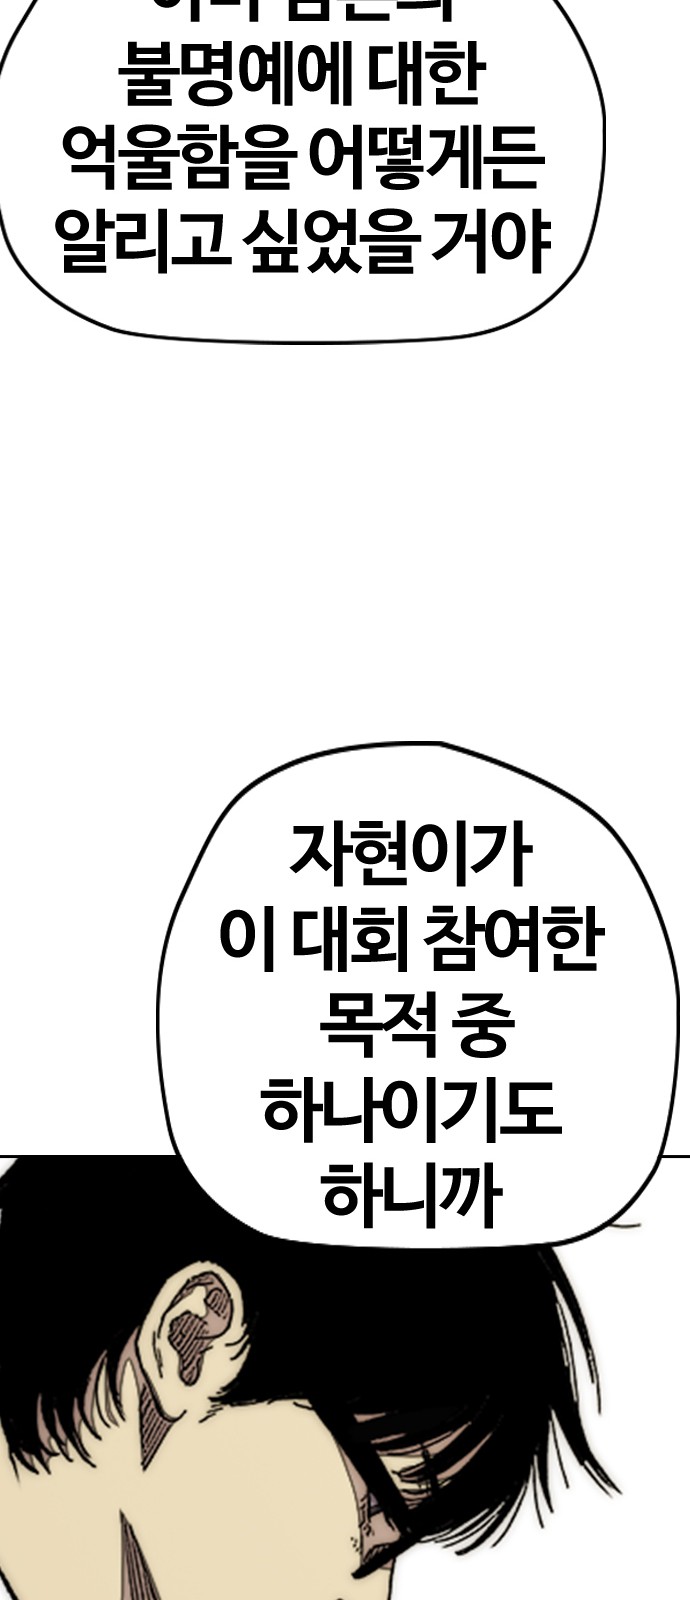 불명예에 대한
억울함을 어떻게든
알리고 싶었을 거야
자현이가
이 대회 참여한
목적 중
하나이기도
하니까